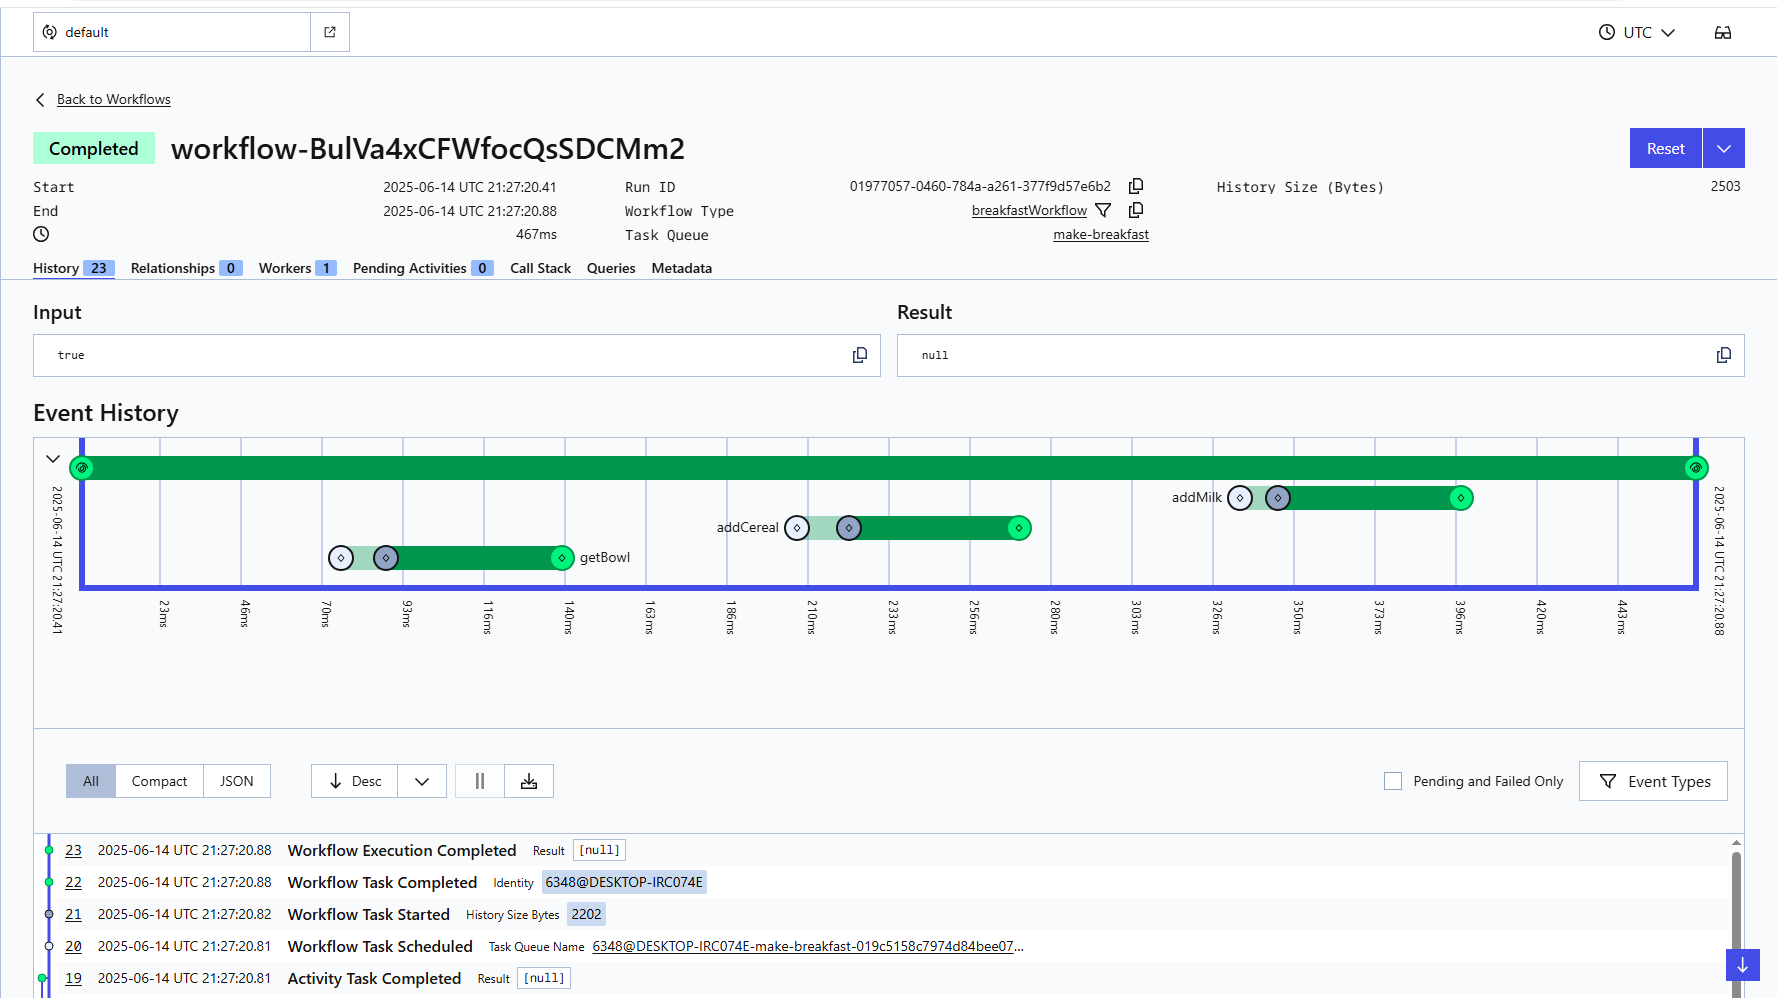 default
UTC
Back to Workflows
Completed workflow-BulVa4xCFWfocQsSDCMm2
Reset
Start 2025-06-14 UTC 21:27:20.41
End 2025-06-14 UTC 21:27:20.88
467ms
Run ID 01977057-0460-784a-a261-377f9d57e6b2
Workflow Type breakfastWorkflow
Task Queue make-breakfast
History Size (Bytes) 2503
History 23 Relationships 0 Workers 1 Pending Activities 0 Call Stack Queries Metadata
Input
true
Result
null
Event History
addMilk
addCereal
getBowl
2025-06-14 UTC 21:27:20.41
23ms 46ms 70ms 93ms 116ms 140ms 163ms 186ms 210ms 233ms 256ms 280ms 303ms 326ms 350ms 373ms 396ms 420ms 443ms
2025-06-14 UTC 21:27:20.88
All Compact JSON Desc
Pending and Failed Only Event Types
23 2025-06-14 UTC 21:27:20.88 Workflow Execution Completed Result [null]
22 2025-06-14 UTC 21:27:20.88 Workflow Task Completed Identity 6348@DESKTOP-IRC074E
21 2025-06-14 UTC 21:27:20.82 Workflow Task Started History Size Bytes 2202
20 2025-06-14 UTC 21:27:20.81 Workflow Task Scheduled Task Queue Name 6348@DESKTOP-IRC074E-make-breakfast-019c5158c7974d84bee07...
19 2025-06-14 UTC 21:27:20.81 Activity Task Completed Result [null]